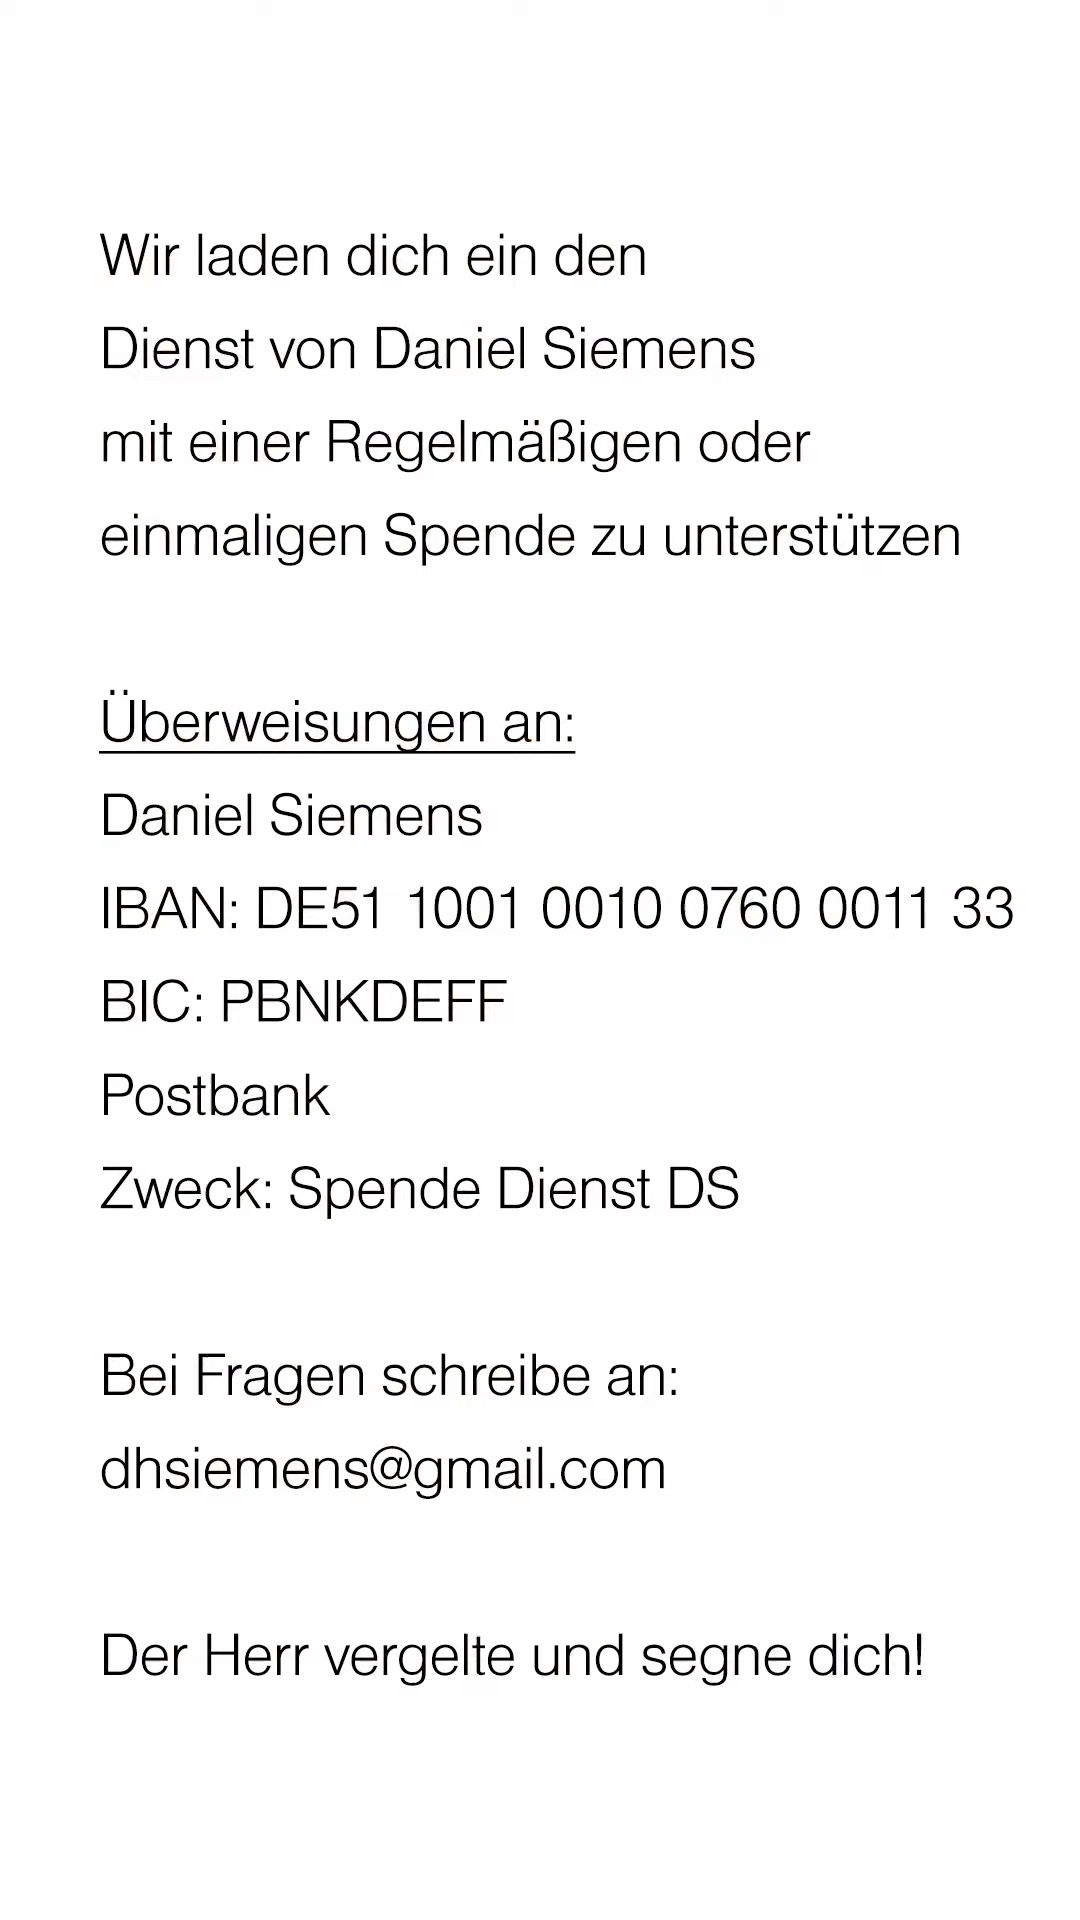 Wir laden dich ein den
Dienst von Daniel Siemens
mit einer Regelmäßigen oder
einmaligen Spende zu unterstützen
Überweisungen an:
Daniel Siemens
IBAN: DE51 1001 0010 0760 0011 33
BIC: PBNKDEFF
Postbank
Zweck: Spende Dienst DS
Bei Fragen schreibe an:
dhsiemens@gmail.com
Der Herr vergelte und segne dich!